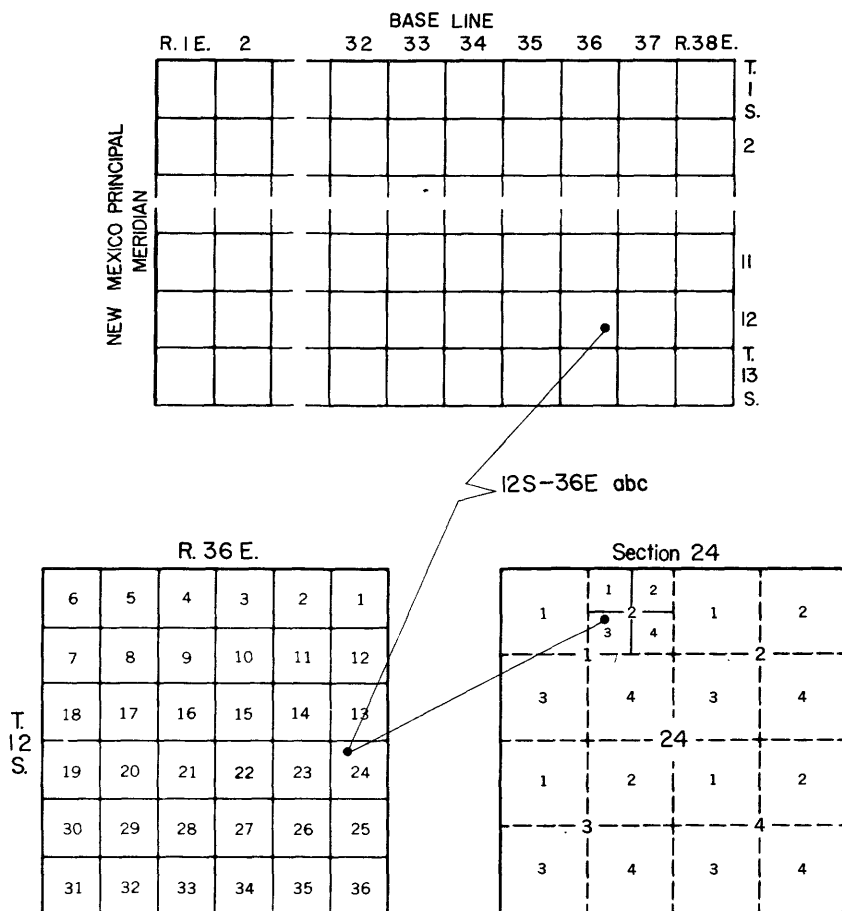 BASE LINE
R. 1 E. 2 32 33 34 35 36 37 R.38 E.
T.
1
S.
2
NEW MEXICO PRINCIPAL
MERIDIAN
11
12
T.
13
S.
12S-36E abc
R. 36 E.
6 5 4 3 2 1
7 8 9 10 11 12
18 17 16 15 14 13
T.
12
S.
19 20 21 22 23 24
30 29 28 27 26 25
31 32 33 34 35 36
Section 24
1 2
1 2 1 2
3 4
1 2
3 4 3 4
24
1 2 1 2
3 4
3 4 3 4